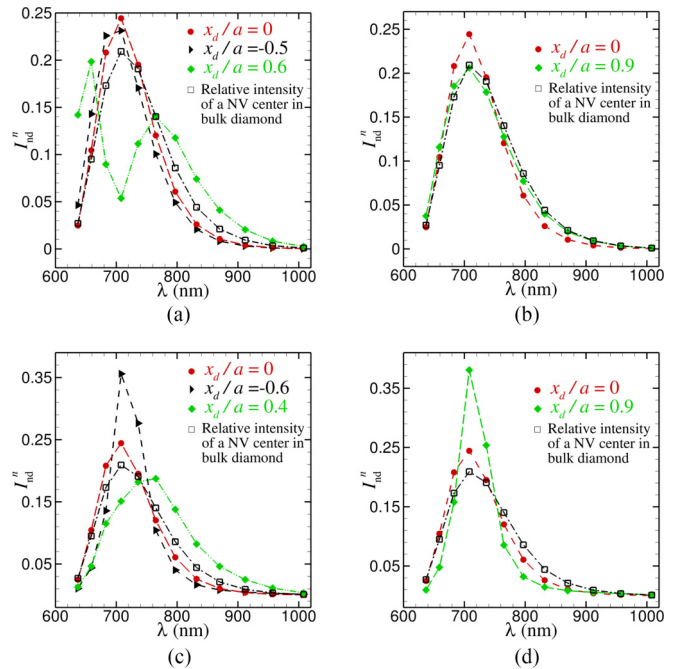 0.25
0.2
0.15
0.1
0.05
0
I_nd^n
x_d/a=0
x_d/a=-0.5
x_d/a=0.6
Relative intensity
of a NV center in
bulk diamond
600 700 800 900 1000
λ (nm)
(a)
0.25
0.2
0.15
0.1
0.05
0
I_nd^n
x_d/a=0
x_d/a=0.9
Relative intensity
of a NV center in
bulk diamond
600 700 800 900 1000
λ (nm)
(b)
0.35
0.25
0.15
0.05
I_nd^n
x_d/a=0
x_d/a=-0.6
x_d/a=0.4
Relative intensity
of a NV center in
bulk diamond
600 700 800 900 1000
λ (nm)
(c)
0.35
0.25
0.15
0.05
I_nd^n
x_d/a=0
x_d/a=0.9
Relative intensity
of a NV center in
bulk diamond
600 700 800 900 1000
λ (nm)
(d)